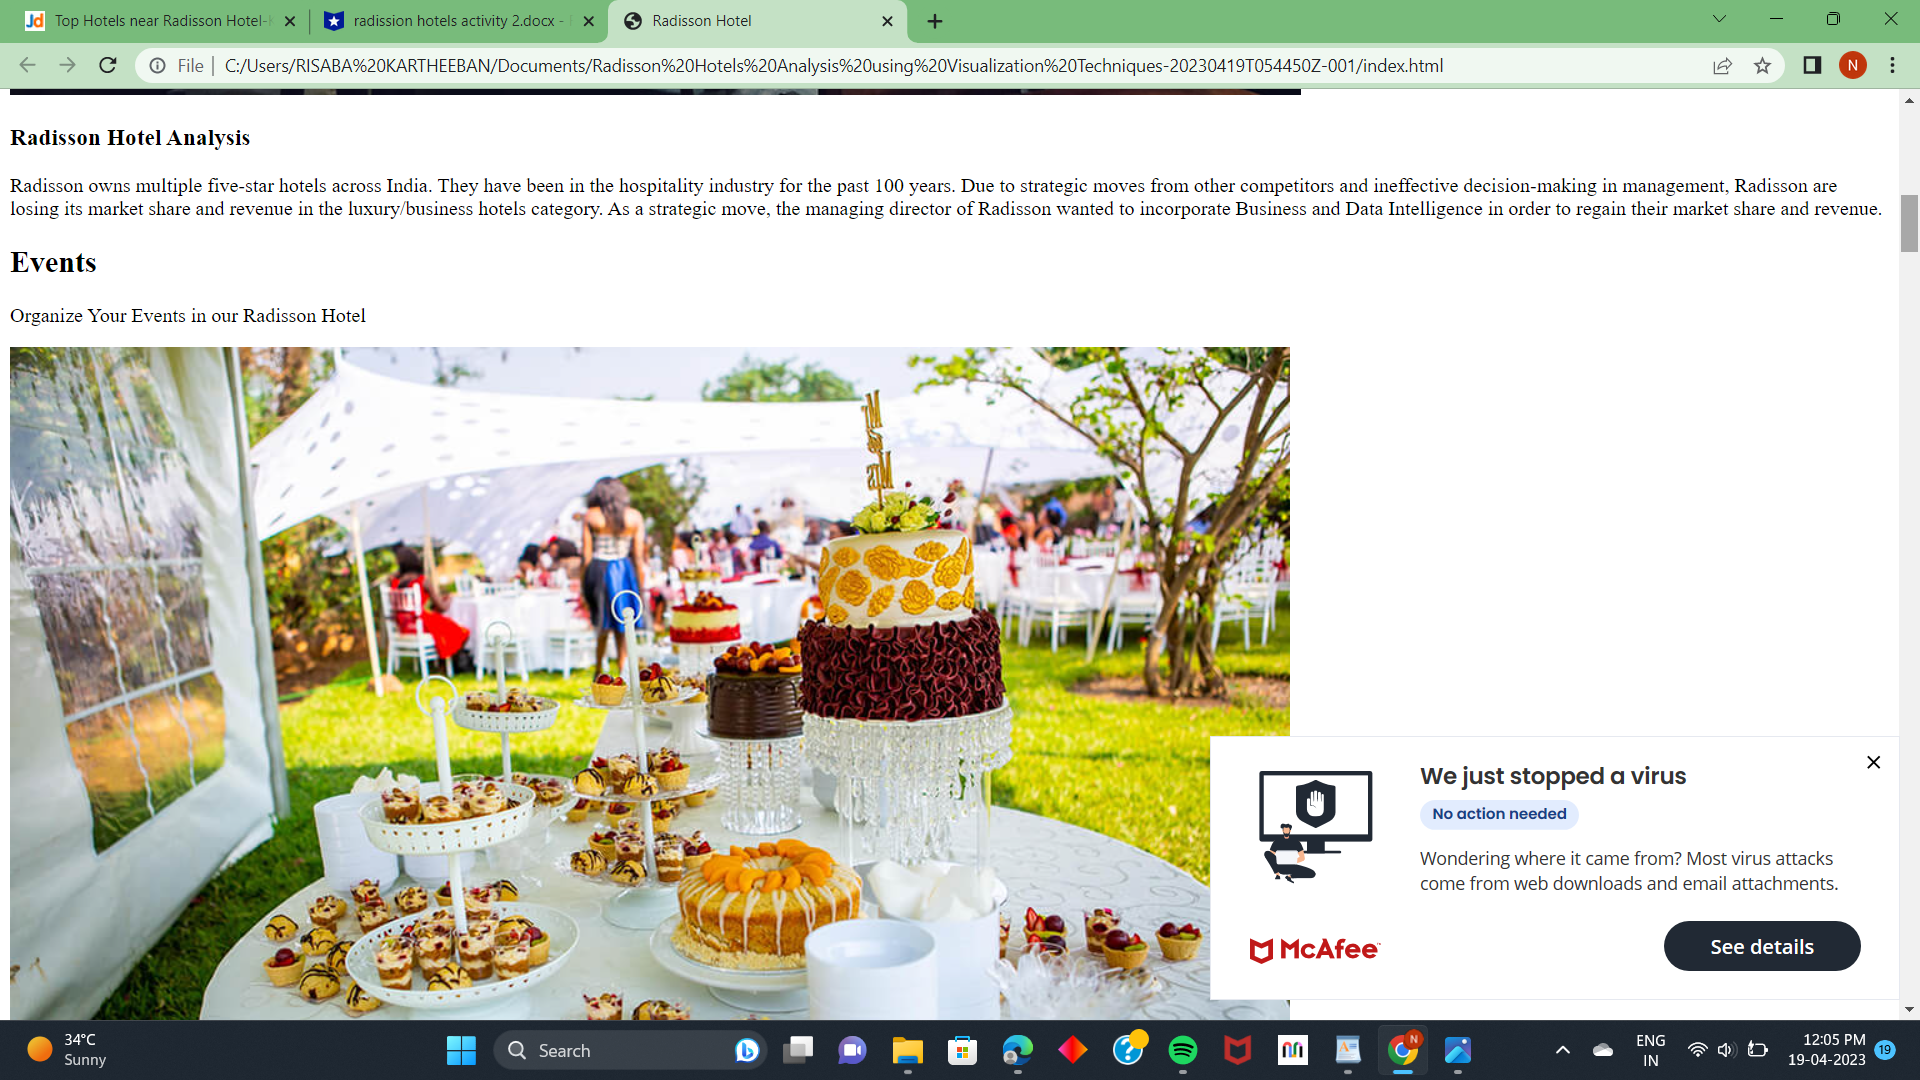 Top Hotels near Radisson Hotel-
radission hotels activity 2.docx -
Radisson Hotel
File
C:/Users/RISABA%20KARTHEEBAN/Documents/Radisson%20Hotels%20Analysis%20using%20Visualization%20Techniques-20230419T054450Z-001/index.html
N
Radisson Hotel Analysis
Radisson owns multiple five-star hotels across India. They have been in the hospitality industry for the past 100 years. Due to strategic moves from other competitors and ineffective decision-making in management, Radisson are
losing its market share and revenue in the luxury/business hotels category. As a strategic move, the managing director of Radisson wanted to incorporate Business and Data Intelligence in order to regain their market share and revenue.
Events
Organize Your Events in our Radisson Hotel
Mr
Mrs
We just stopped a virus
No action needed
Wondering where it came from? Most virus attacks
come from web downloads and email attachments.
McAfee
See details
34°C
Sunny
Search
ENG
IN
12:05 PM
19-04-2023
19